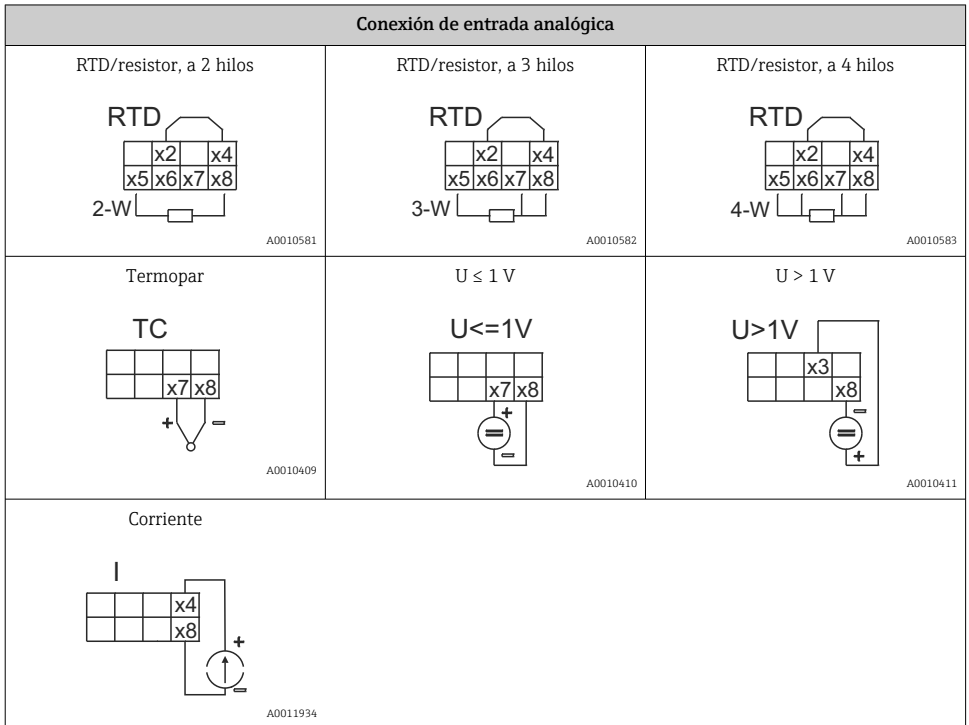 Conexión de entrada analógica
RTD/resistor, a 2 hilos
RTD
x2 x4
x5 x6 x7 x8
2-W
A0010581
RTD/resistor, a 3 hilos
RTD
x2 x4
x5 x6 x7 x8
3-W
A0010582
RTD/resistor, a 4 hilos
RTD
x2 x4
x5 x6 x7 x8
4-W
A0010583
Termopar
TC
x7 x8
+ −
A0010409
U ≤ 1 V
U<=1V
x7 x8
+
=
−
A0010410
U > 1 V
U>1V
x3
x8
−
=
+
A0010411
Corriente
I
x4
x8
+
−
A0011934